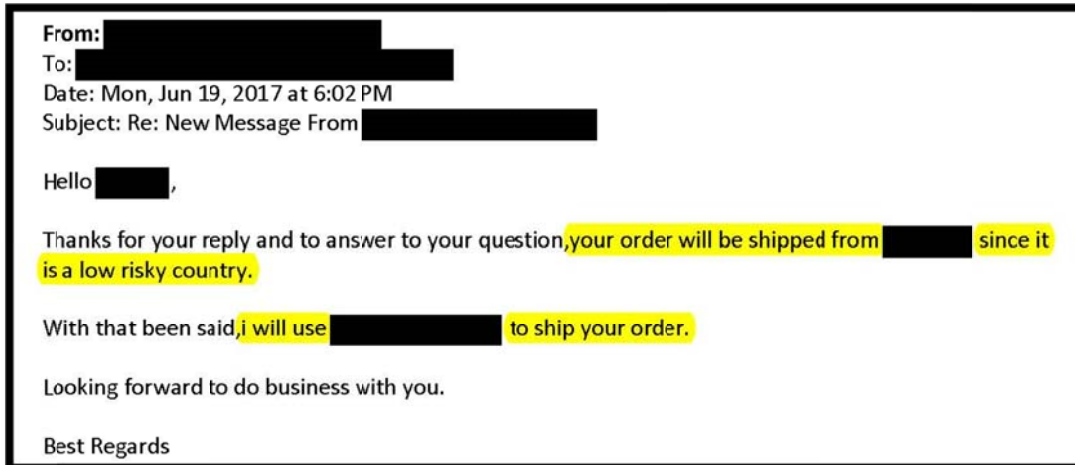 From:
To:
Date: Mon, Jun 19, 2017 at 6:02 PM
Subject: Re: New Message From
Hello ,
Thanks for your reply and to answer to your question,your order will be shipped from since it
is a low risky country.
With that been said,i will use to ship your order.
Looking forward to do business with you.
Best Regards